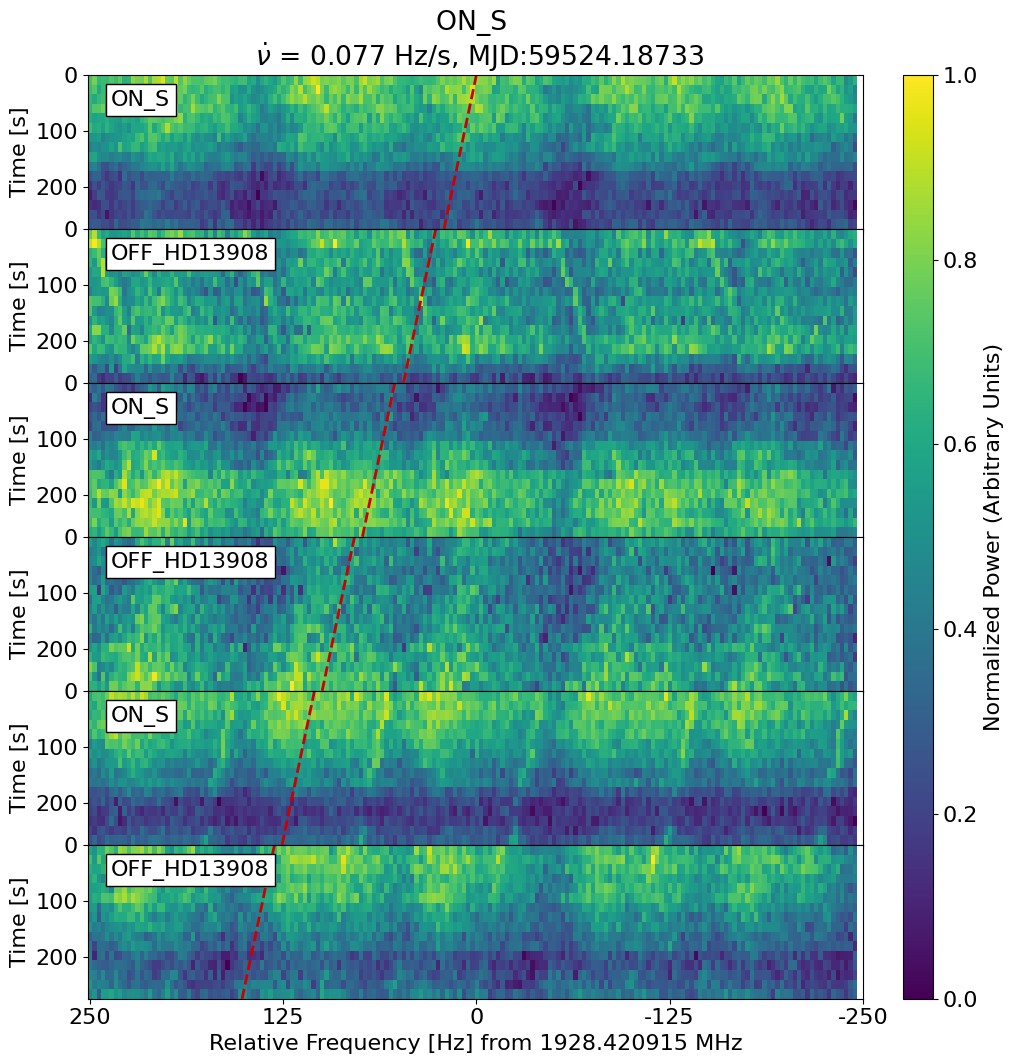 ON_S
ν̇ = 0.077 Hz/s, MJD:59524.18733
0
ON_S
100
200
Time [s]
0
OFF_HD13908
100
200
Time [s]
0
ON_S
100
200
Time [s]
0
OFF_HD13908
100
200
Time [s]
0
ON_S
100
200
Time [s]
0
OFF_HD13908
100
200
Time [s]
250 125 0 -125 -250
Relative Frequency [Hz] from 1928.420915 MHz
1.0
0.8
0.6
0.4
0.2
0.0
Normalized Power (Arbitrary Units)